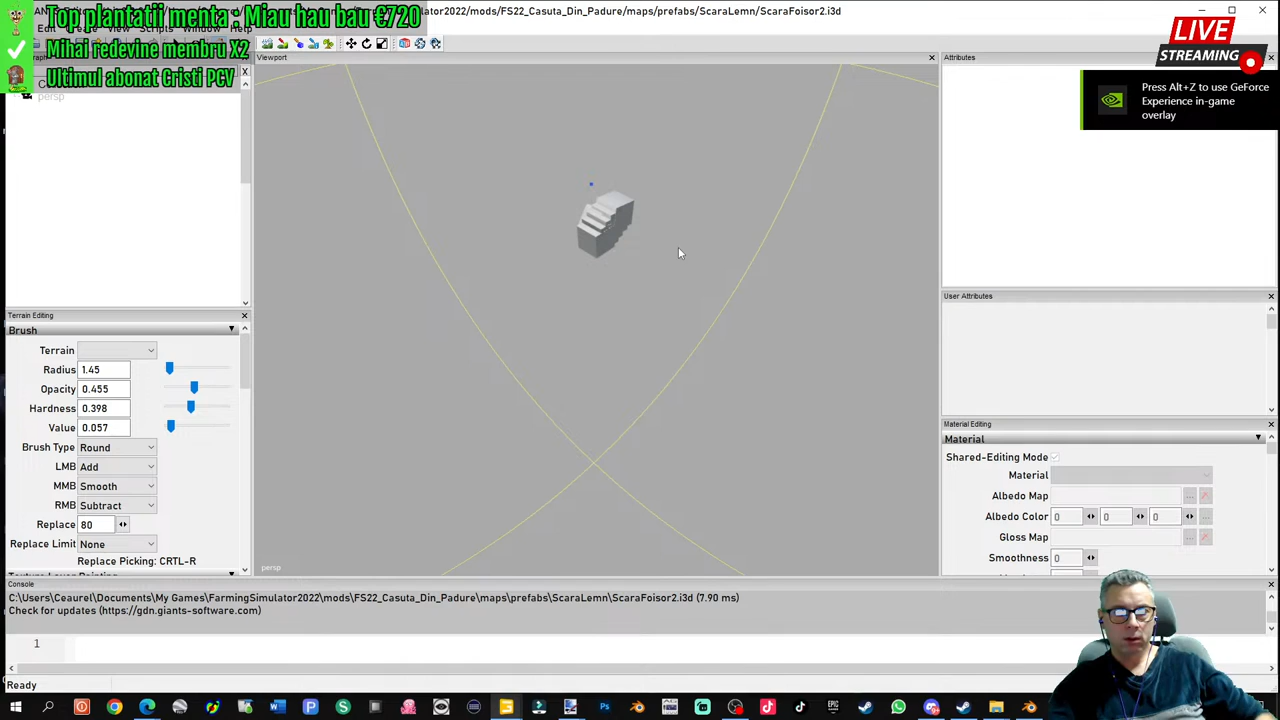 Top plantatii menta : Miau hau bau €720
Mihai redevine membru X2
Ultimul abonat Cristi PCV
LIVE
STREAMING
/mods/FS22_Casuta_Din_Padure/maps/prefabs/ScaraLemn/ScaraFoisor2.i3d
Viewport
Attributes
persp
Press Alt+Z to use GeForce
Experience in-game
overlay
User Attributes
Terrain Editing
Brush
Terrain
Radius 1.45
Opacity 0.455
Hardness 0.398
Value 0.057
Brush Type Round
LMB Add
MMB Smooth
RMB Subtract
Replace 80
Replace Limit None
Replace Picking: CRTL-R
persp
Material Editing
Material
Shared-Editing Mode
Material
Albedo Map ...
Albedo Color 0 0 0 ...
Gloss Map ...
Smoothness 0
Console
C:\Users\Ceaurel\Documents\My Games\FarmingSimulator2022\mods\FS22_Casuta_Din_Padure\maps\prefabs\ScaraLemn\ScaraFoisor2.i3d (7.90 ms)
Check for updates (https://gdn.giants-software.com)
1
Ready